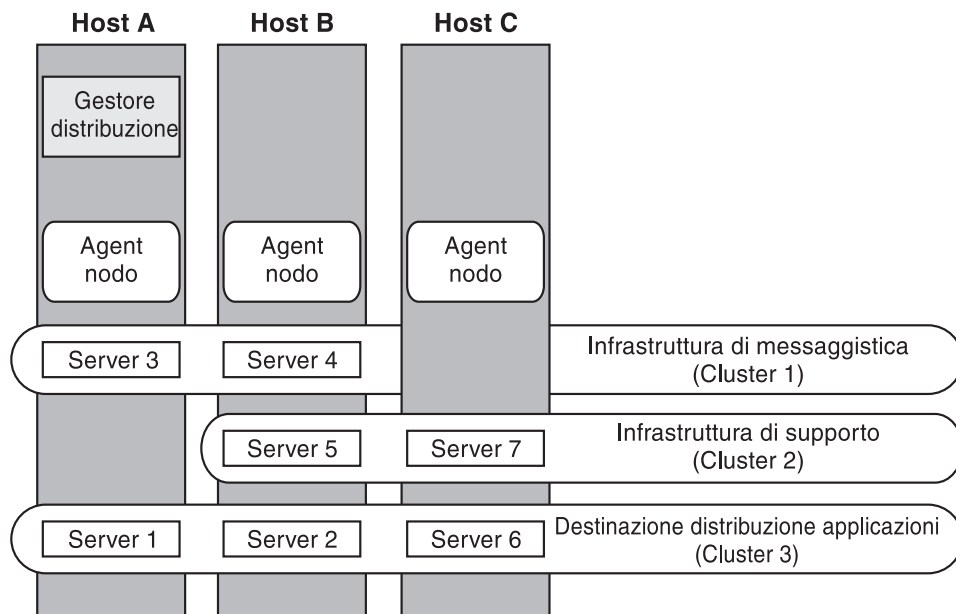 Host A
Host B
Host C
Gestore
distribuzione
Agent
nodo
Agent
nodo
Agent
nodo
Server 3
Server 4
Infrastruttura di messaggistica
(Cluster 1)
Server 5
Server 7
Infrastruttura di supporto
(Cluster 2)
Server 1
Server 2
Server 6
Destinazione distribuzione applicazioni
(Cluster 3)